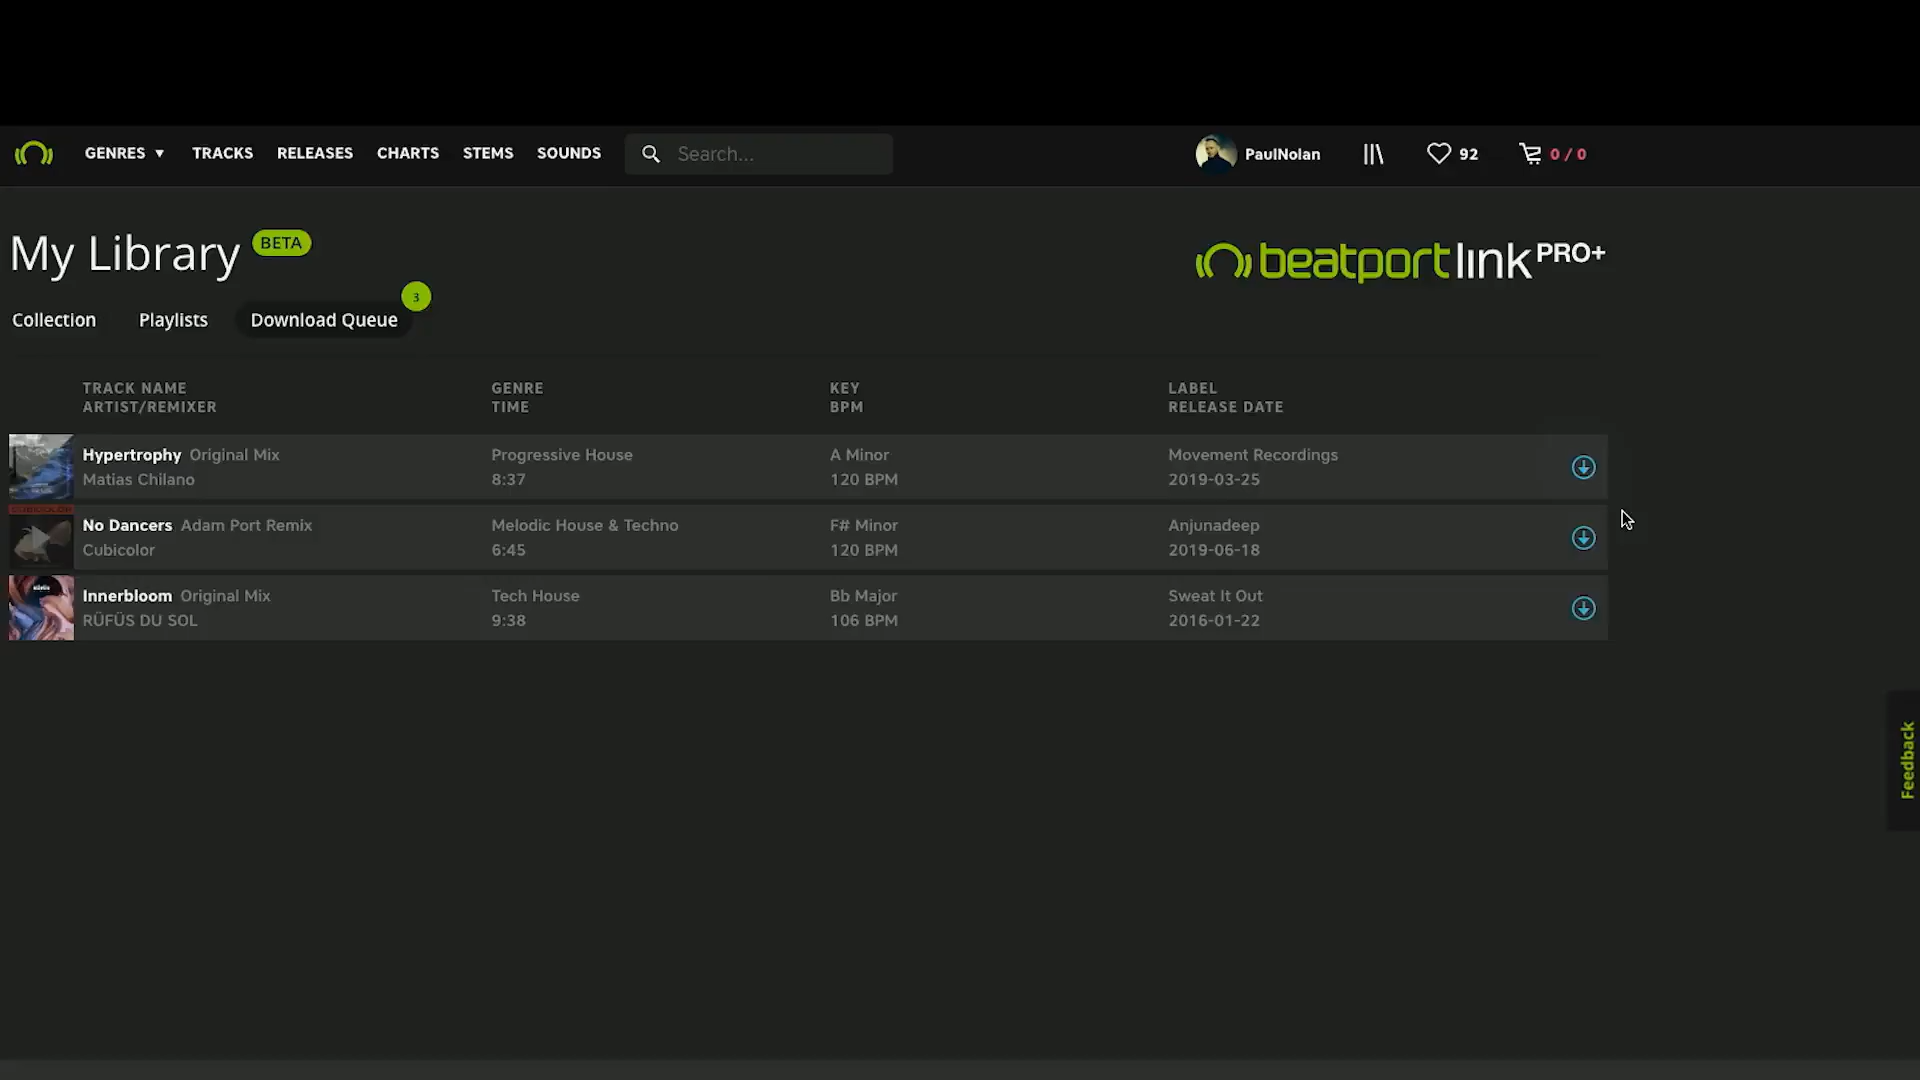 GENRES ▼ TRACKS RELEASES CHARTS STEMS SOUNDS Search... PaulNolan 92 0 / 0
My Library BETA
beatport link PRO+
Collection Playlists Download Queue 3
TRACK NAME GENRE KEY LABEL
ARTIST/REMIXER TIME BPM RELEASE DATE
Hypertrophy Original Mix Progressive House A Minor Movement Recordings
Matias Chilano 8:37 120 BPM 2019-03-25
No Dancers Adam Port Remix Melodic House & Techno F# Minor Anjunadeep
Cubicolor 6:45 120 BPM 2019-06-18
Innerbloom Original Mix Tech House Bb Major Sweat It Out
RÜFÜS DU SOL 9:38 106 BPM 2016-01-22
Feedback